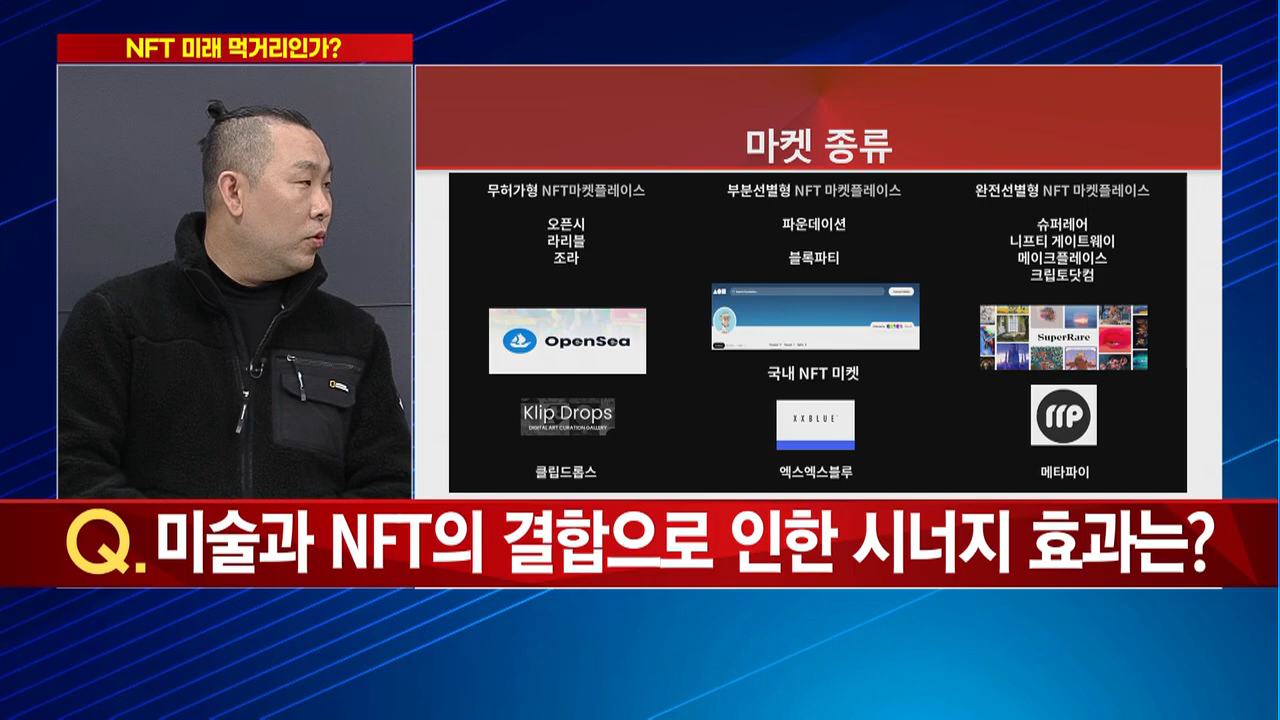 NFT 미래 먹거리인가?
마켓 종류
무허가형 NFT마켓플레이스
오픈시
라리블
조라
부분선별형 NFT 마켓플레이스
파운데이션
블록파티
완전선별형 NFT 마켓플레이스
슈퍼레어
니프티 게이트웨이
메이크플레이스
크립토닷컴
OpenSea
SuperRare
국내 NFT 미켓
Klip Drops
DIGITAL ART CURATION GALLERY
XXBLUE
클립드롭스
엑스엑스블루
메타파이
Q. 미술과 NFT의 결합으로 인한 시너지 효과는?